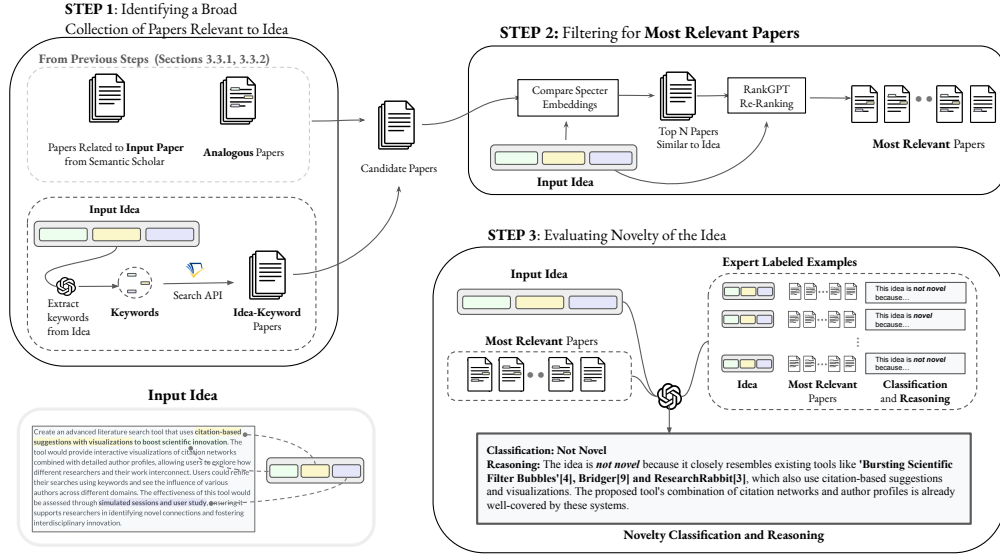 STEP 1: Identifying a Broad
Collection of Papers Relevant to Idea
From Previous Steps (Sections 3.3.1, 3.3.2)
Papers Related to Input Paper
from Semantic Scholar
Analogous Papers
Input Idea
Extract
keywords
from Idea
Keywords
Search API
Idea-Keyword
Papers
Candidate Papers
STEP 2: Filtering for Most Relevant Papers
Compare Specter
Embeddings
Top N Papers
Similar to Idea
RankGPT
Re-Ranking
Most Relevant Papers
Input Idea
STEP 3: Evaluating Novelty of the Idea
Input Idea
Most Relevant Papers
Expert Labeled Examples
This idea is not novel
because…
This idea is novel
because…
This idea is not novel
because…
Idea
Most Relevant
Papers
Classification
and Reasoning
Classification: Not Novel
Reasoning: The idea is not novel because it closely resembles existing tools like 'Bursting Scientific
Filter Bubbles'[4], Bridger[9] and ResearchRabbit[3], which also use citation-based suggestions
and visualizations. The proposed tool's combination of citation networks and author profiles is already
well-covered by these systems.
Novelty Classification and Reasoning
Input Idea
Create an advanced literature search tool that uses citation-based
suggestions with visualizations to boost scientific innovation. The
tool would provide interactive visualizations of citation networks
combined with detailed author profiles, allowing users to explore how
different researchers and their work interconnect. Users could refine
their searches using keywords and see the influence of various
authors across different domains. The effectiveness of this tool would
be assessed through simulated sessions and user study, ensuring it
supports researchers in identifying novel connections and fostering
interdisciplinary innovation.